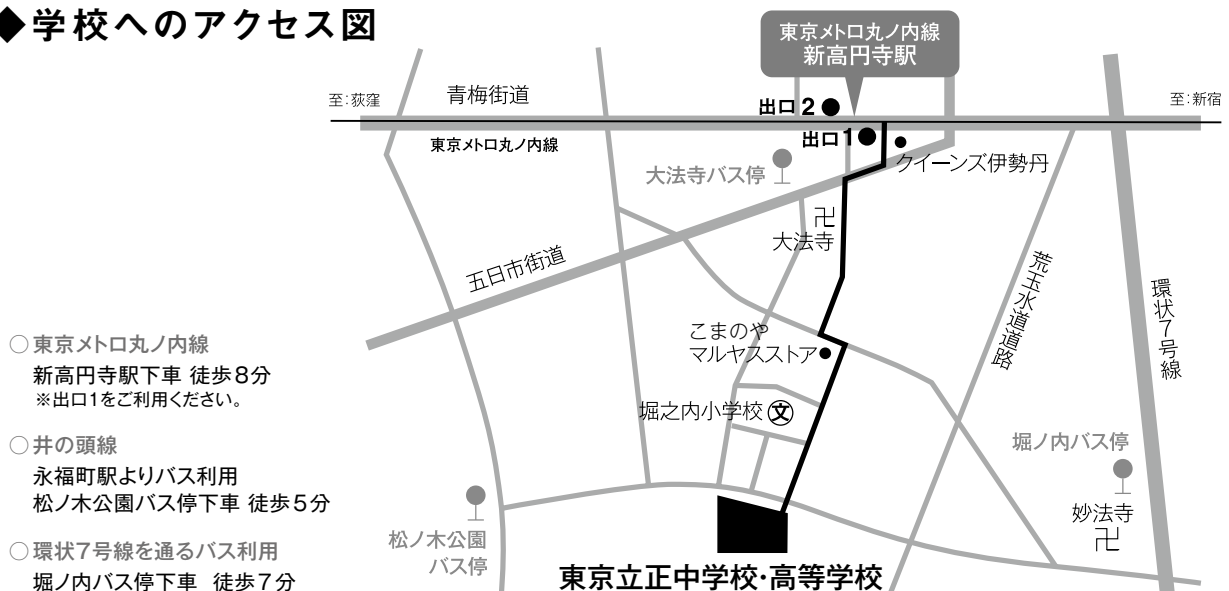 ◆学校へのアクセス図
東京メトロ丸ノ内線
新高円寺駅
至：荻窪
青梅街道
出口2
至：新宿
東京メトロ丸ノ内線
出口1
クイーンズ伊勢丹
大法寺バス停
卍
大法寺
五日市街道
荒玉水道道路
環状7号線
こまのや
マルヤスストア
堀之内小学校
文
堀ノ内バス停
妙法寺
卍
松ノ木公園
バス停
東京立正中学校・高等学校
○東京メトロ丸ノ内線
新高円寺駅下車 徒歩8分
※出口1をご利用ください。
○井の頭線
永福町駅よりバス利用
松ノ木公園バス停下車 徒歩5分
○環状7号線を通るバス利用
堀ノ内バス停下車 徒歩7分